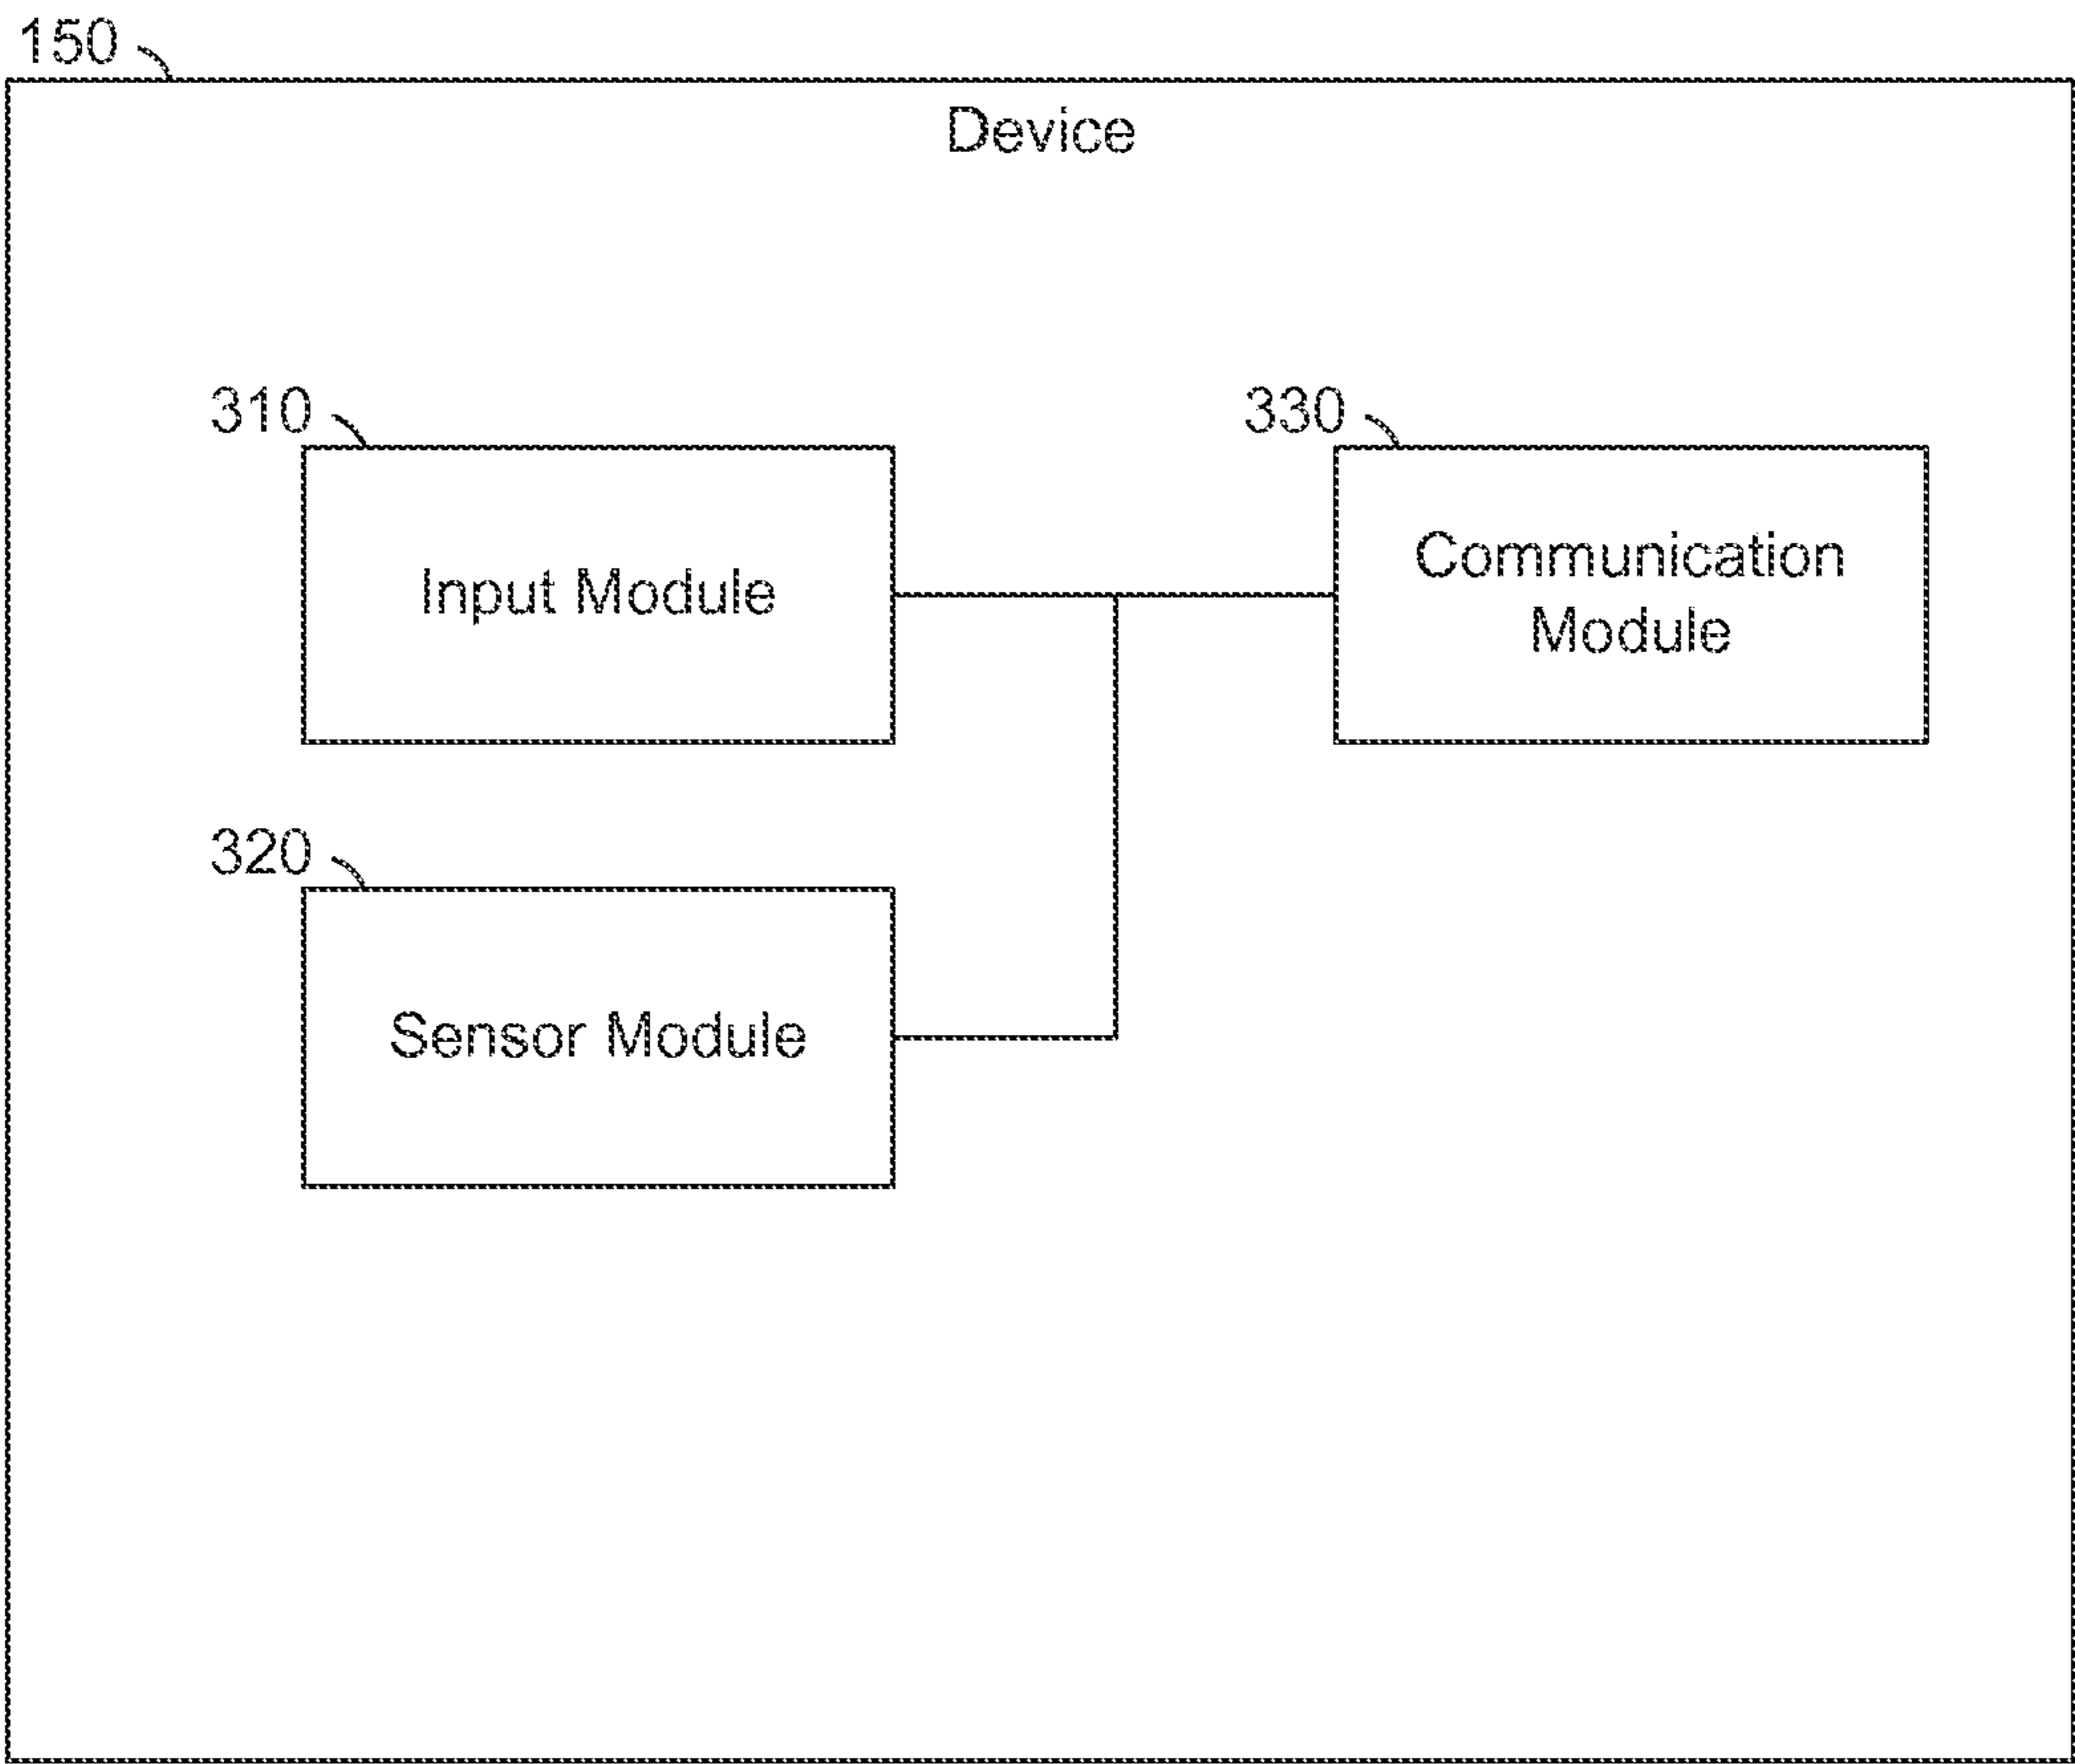 150
Device
310
330
Input Module
Communication
Module
320
Sensor Module